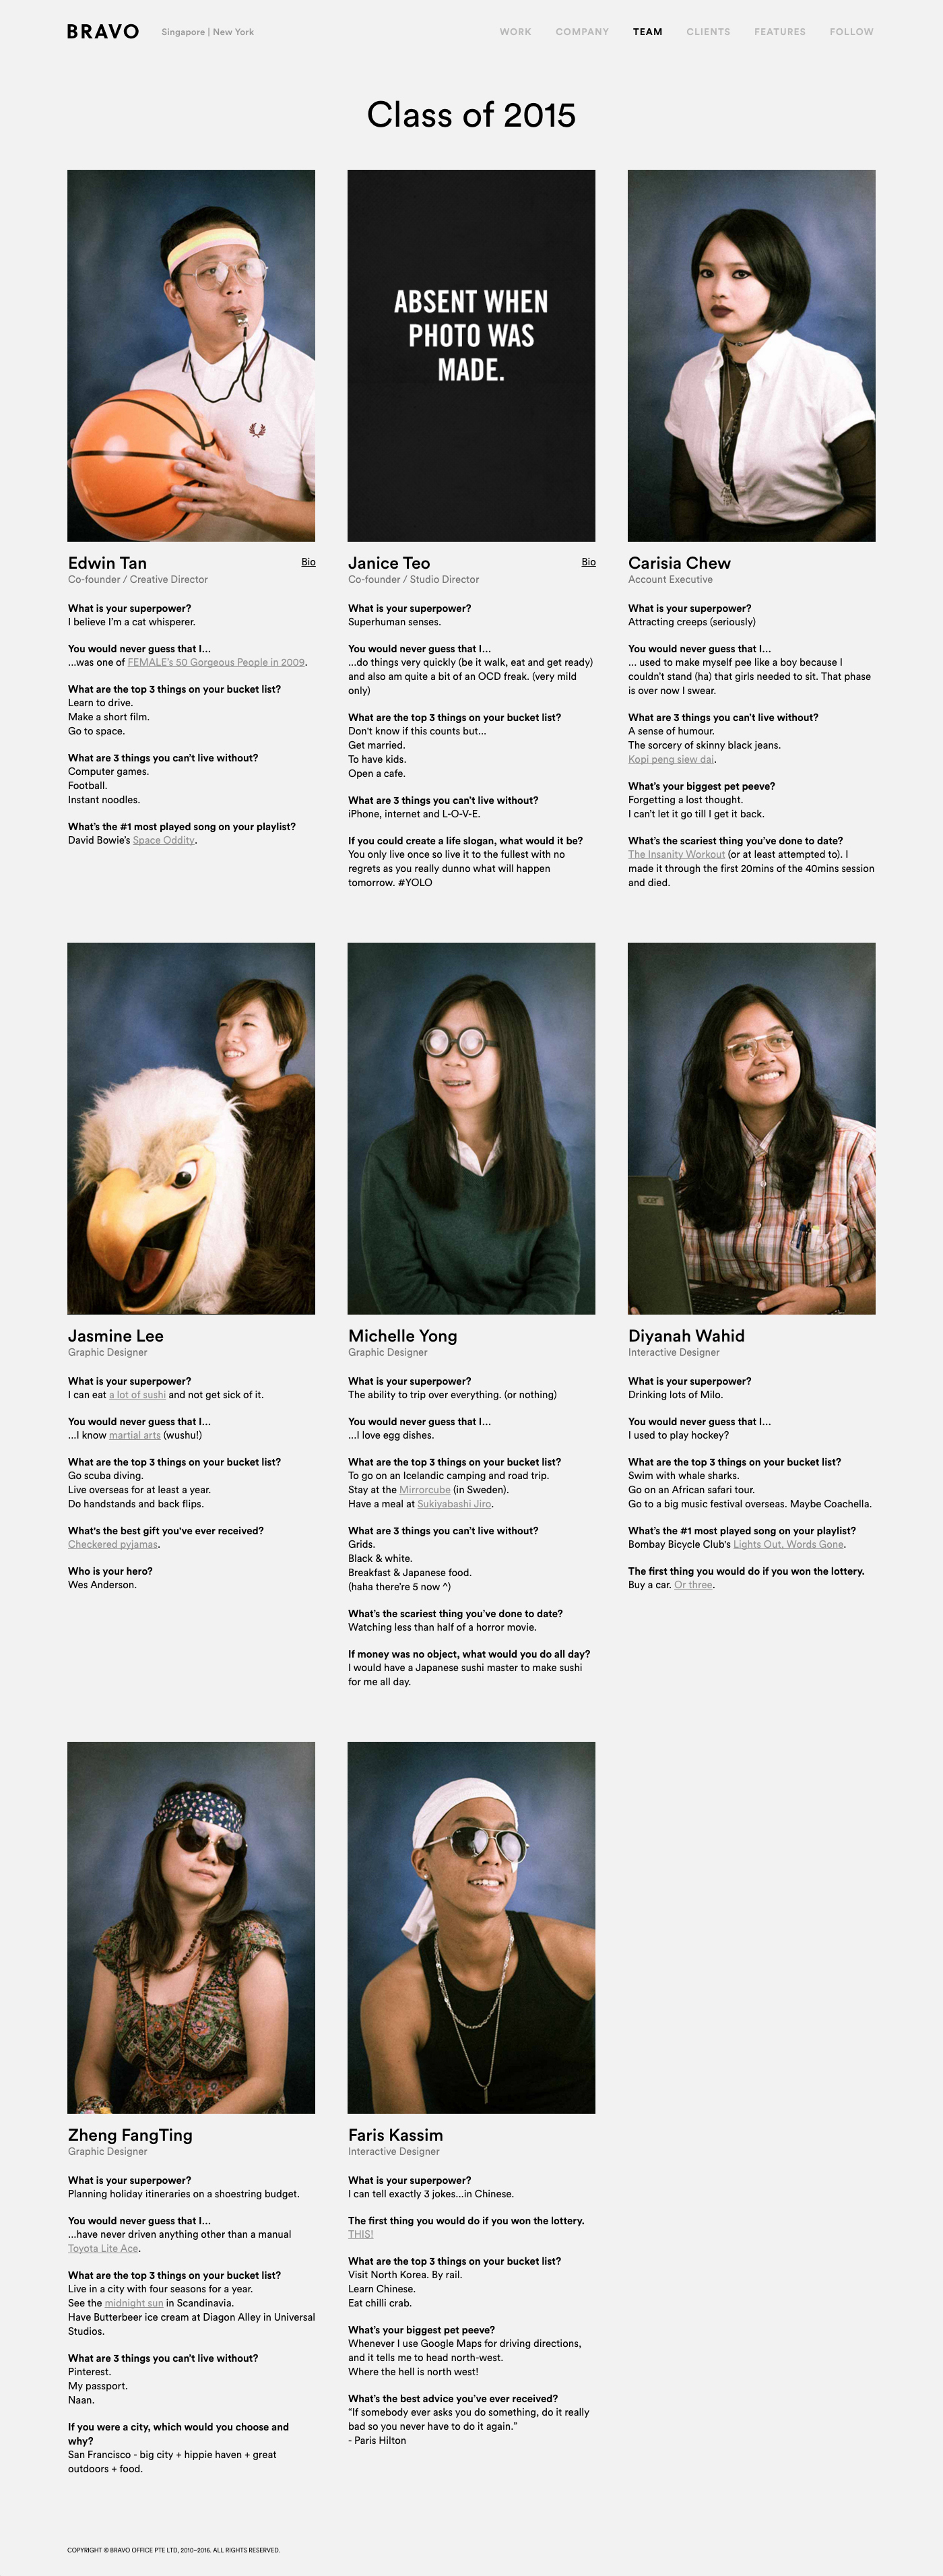 BRAVO
Singapore | New York
WORK COMPANY TEAM CLIENTS FEATURES FOLLOW
Class of 2015
ABSENT WHEN
PHOTO WAS
MADE.
Edwin Tan
Bio
Co-founder / Creative Director
What is your superpower?
I believe I'm a cat whisperer.
You would never guess that I...
...was one of FEMALE's 50 Gorgeous People in 2009.
What are the top 3 things on your bucket list?
Learn to drive.
Make a short film.
Go to space.
What are 3 things you can't live without?
Computer games.
Football.
Instant noodles.
What's the #1 most played song on your playlist?
David Bowie's Space Oddity.
Janice Teo
Bio
Co-founder / Studio Director
What is your superpower?
Superhuman senses.
You would never guess that I...
...do things very quickly (be it walk, eat and get ready)
and also am quite a bit of an OCD freak. (very mild
only)
What are the top 3 things on your bucket list?
Don't know if this counts but...
Get married.
To have kids.
Open a cafe.
What are 3 things you can't live without?
iPhone, internet and L-O-V-E.
If you could create a life slogan, what would it be?
You only live once so live it to the fullest with no
regrets as you really dunno what will happen
tomorrow. #YOLO
Carisia Chew
Account Executive
What is your superpower?
Attracting creeps (seriously)
You would never guess that I...
... used to make myself pee like a boy because I
couldn't stand (ha) that girls needed to sit. That phase
is over now I swear.
What are 3 things you can't live without?
A sense of humour.
The sorcery of skinny black jeans.
Kopi peng siew dai.
What's your biggest pet peeve?
Forgetting a lost thought.
I can't let it go till I get it back.
What's the scariest thing you've done to date?
The Insanity Workout (or at least attempted to). I
made it through the first 20mins of the 40mins session
and died.
acer
Jasmine Lee
Graphic Designer
What is your superpower?
I can eat a lot of sushi and not get sick of it.
You would never guess that I...
...I know martial arts (wushu!)
What are the top 3 things on your bucket list?
Go scuba diving.
Live overseas for at least a year.
Do handstands and back flips.
What's the best gift you've ever received?
Checkered pyjamas.
Who is your hero?
Wes Anderson.
Michelle Yong
Graphic Designer
What is your superpower?
The ability to trip over everything. (or nothing)
You would never guess that I...
...I love egg dishes.
What are the top 3 things on your bucket list?
To go on an Icelandic camping and road trip.
Stay at the Mirrorcube (in Sweden).
Have a meal at Sukiyabashi Jiro.
What are 3 things you can't live without?
Grids.
Black & white.
Breakfast & Japanese food.
(haha there're 5 now ^)
What's the scariest thing you've done to date?
Watching less than half of a horror movie.
If money was no object, what would you do all day?
I would have a Japanese sushi master to make sushi
for me all day.
Diyanah Wahid
Interactive Designer
What is your superpower?
Drinking lots of Milo.
You would never guess that I...
I used to play hockey?
What are the top 3 things on your bucket list?
Swim with whale sharks.
Go on an African safari tour.
Go to a big music festival overseas. Maybe Coachella.
What's the #1 most played song on your playlist?
Bombay Bicycle Club's Lights Out, Words Gone.
The first thing you would do if you won the lottery.
Buy a car. Or three.
Zheng FangTing
Graphic Designer
What is your superpower?
Planning holiday itineraries on a shoestring budget.
You would never guess that I...
...have never driven anything other than a manual
Toyota Lite Ace.
What are the top 3 things on your bucket list?
Live in a city with four seasons for a year.
See the midnight sun in Scandinavia.
Have Butterbeer ice cream at Diagon Alley in Universal
Studios.
What are 3 things you can't live without?
Pinterest.
My passport.
Naan.
If you were a city, which would you choose and
why?
San Francisco - big city + hippie haven + great
outdoors + food.
Faris Kassim
Interactive Designer
What is your superpower?
I can tell exactly 3 jokes...in Chinese.
The first thing you would do if you won the lottery.
THIS!
What are the top 3 things on your bucket list?
Visit North Korea. By rail.
Learn Chinese.
Eat chilli crab.
What's your biggest pet peeve?
Whenever I use Google Maps for driving directions,
and it tells me to head north-west.
Where the hell is north west!
What's the best advice you've ever received?
"If somebody ever asks you do something, do it really
bad so you never have to do it again."
- Paris Hilton
COPYRIGHT © BRAVO OFFICE PTE LTD, 2010–2016. ALL RIGHTS RESERVED.